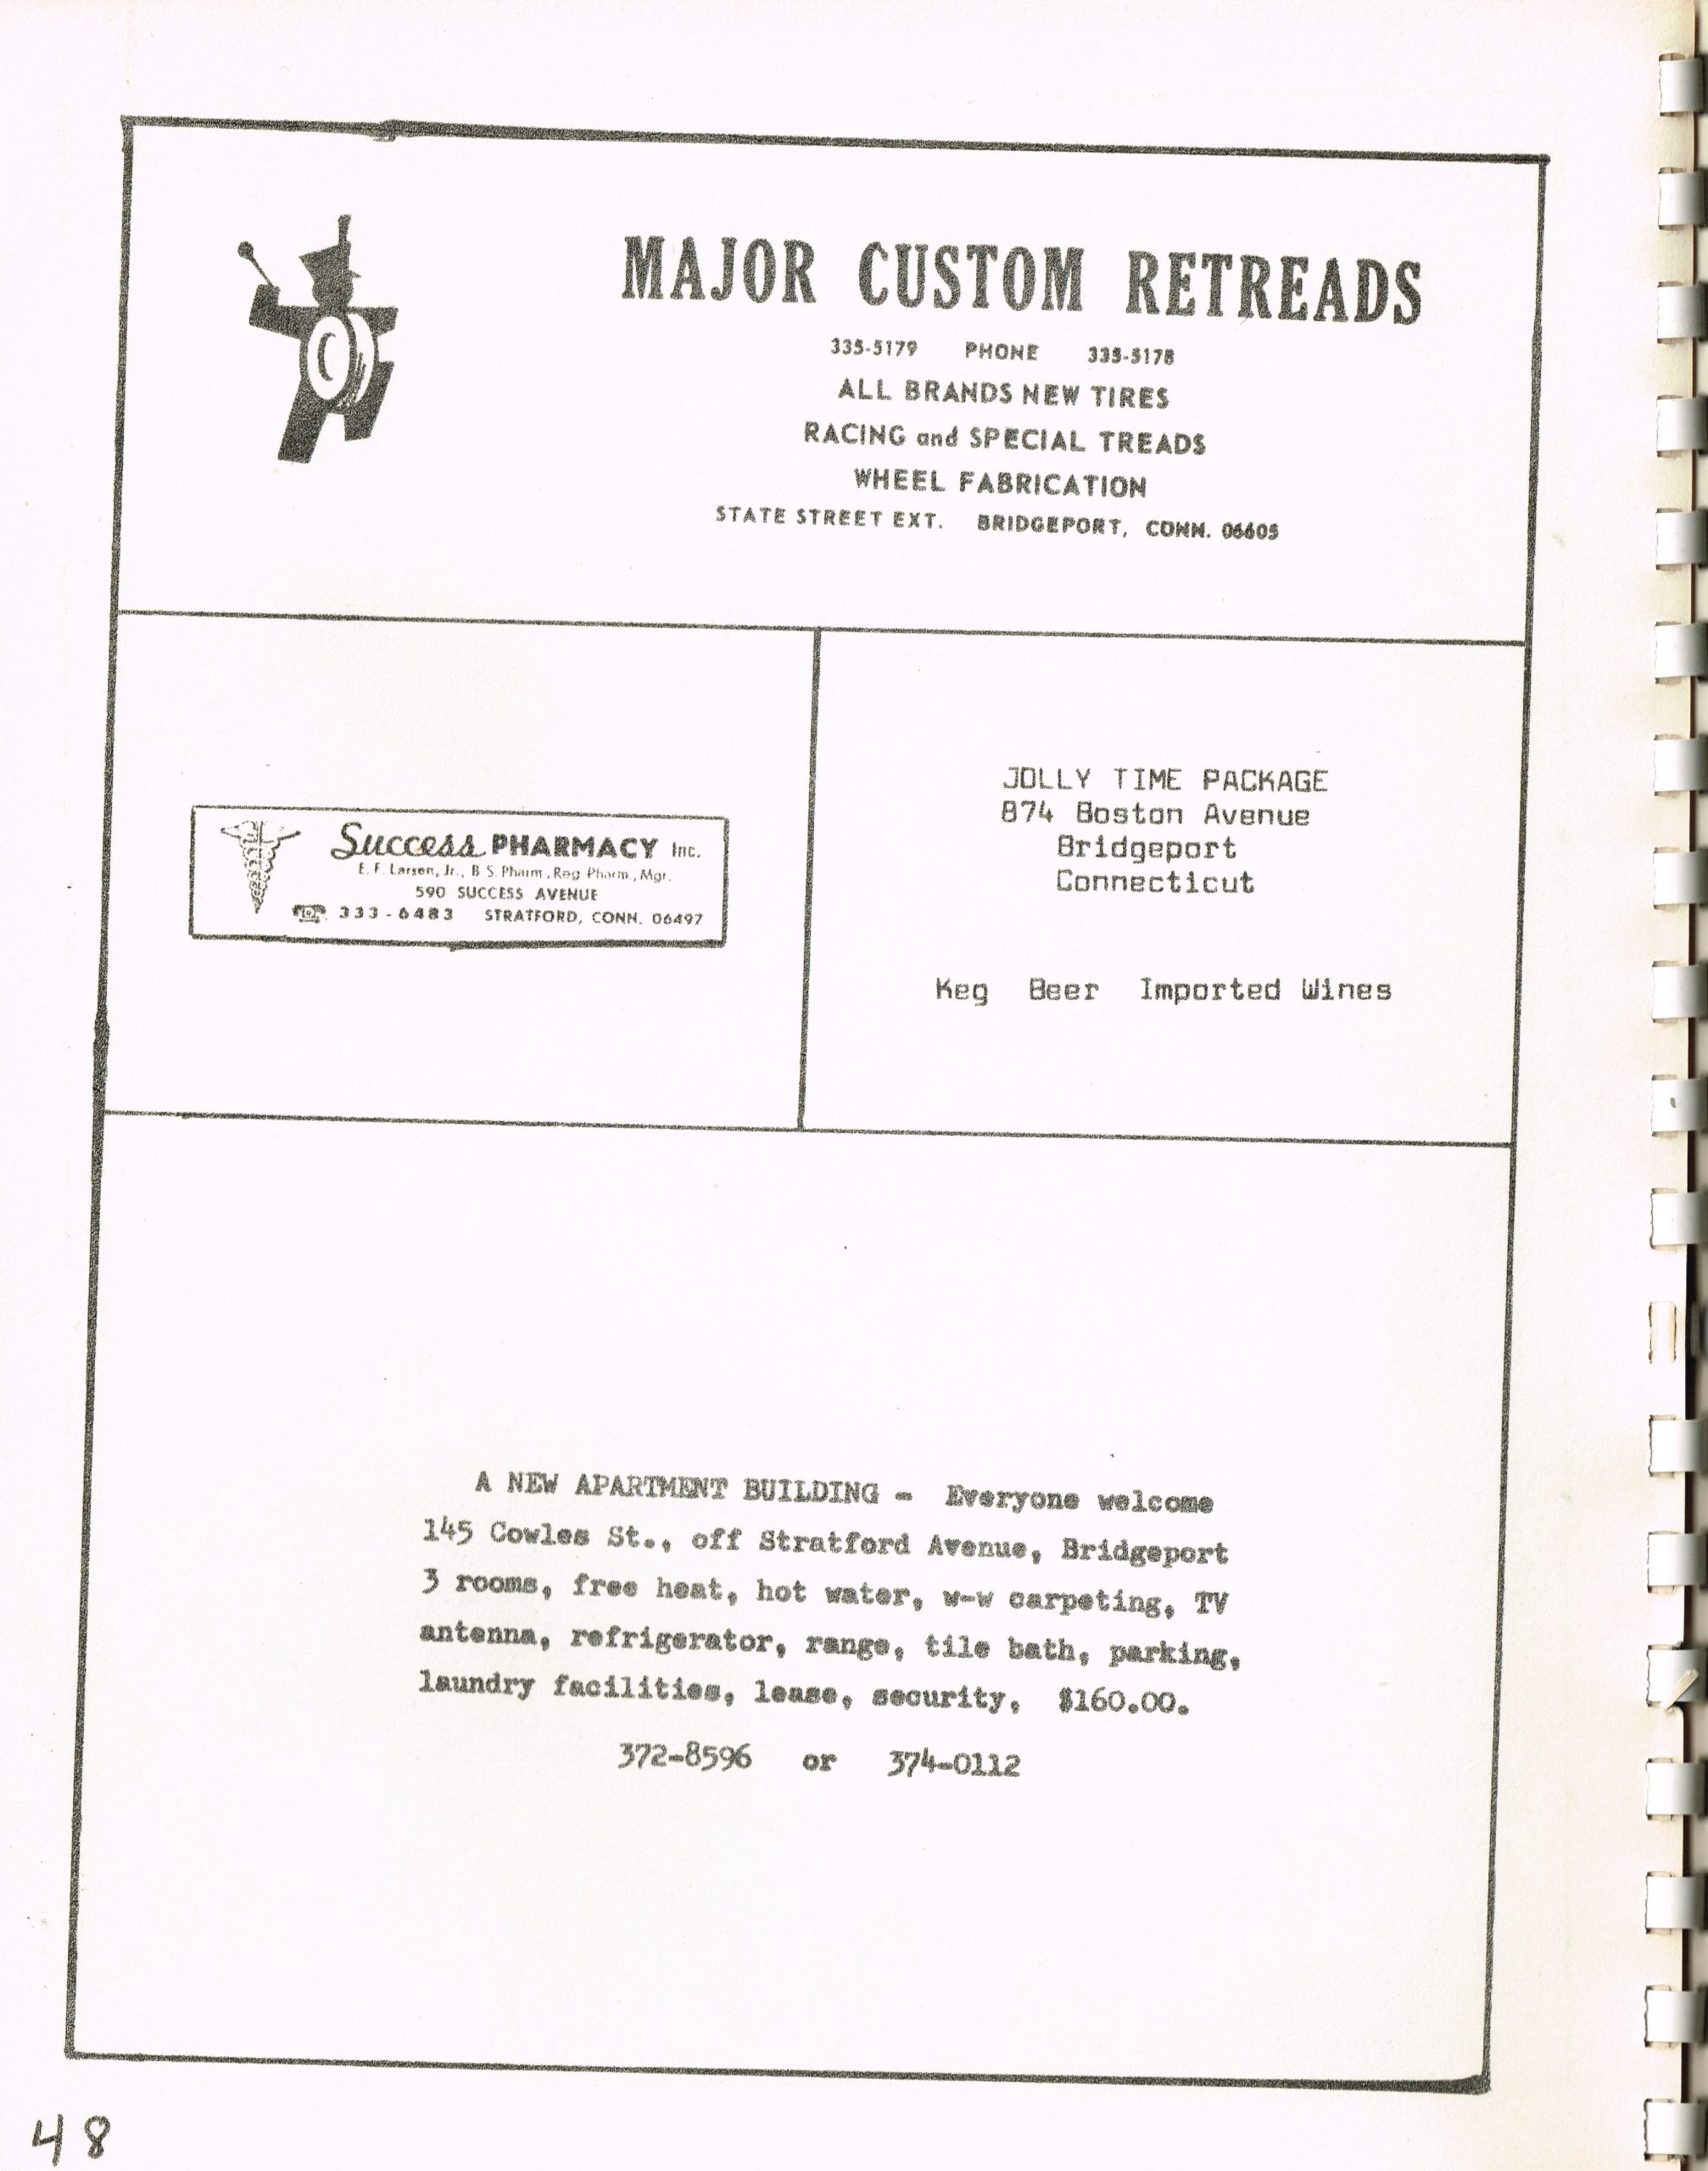 MAJOR CUSTOM RETREADS
335-5179 PHONE 335-5178
ALL BRANDS NEW TIRES
RACING and SPECIAL TREADS
WHEEL FABRICATION
STATE STREET EXT. BRIDGEPORT, CONN. 06605
Success PHARMACY Inc.
E. F. Larsen, Jr., B. S. Pharm., Reg. Pharm., Mgr.
590 SUCCESS AVENUE
333-6483 STRATFORD, CONN. 06497
JOLLY TIME PACKAGE
874 Boston Avenue
Bridgeport
Connecticut
Keg Beer Imported Wines
A NEW APARTMENT BUILDING - Everyone welcome
145 Cowles St., off Stratford Avenue, Bridgeport
3 rooms, free heat, hot water, w-w carpeting, TV
antenna, refrigerator, range, tile bath, parking,
laundry facilities, lease, security, $160.00.
372-8596 or 374-0112
48